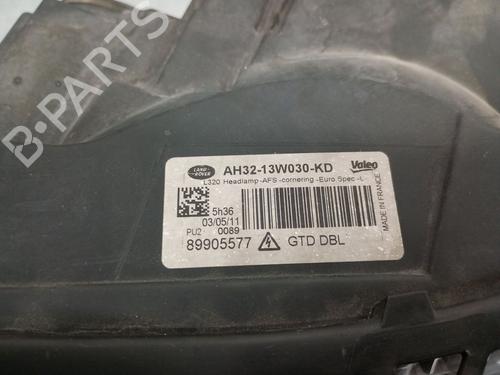 B-PARTS
LAND ROVER
AH32-13W030-KD
Valeo
L320 Headlamp-AFS -cornering -Euro Spec -L
5h36
03/05/11
PU2 0089
89905577 GTD DBL
MADE IN FRANCE